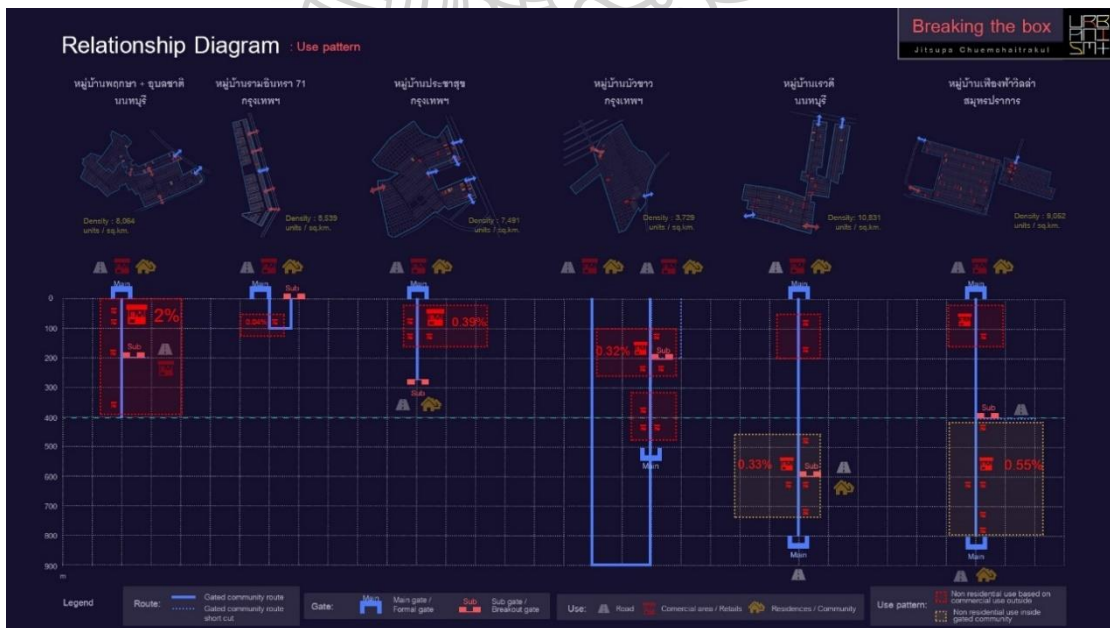 Relationship Diagram : Use pattern
Breaking the box
Jitsupa Chuemchaitrakul
URB
ANI
SM+
หมู่บ้านพฤกษา + ธุบลชาติ
นนทบุรี
หมู่บ้านรามอินทรา 71
กรุงเทพฯ
หมู่บ้านประชาสุข
กรุงเทพฯ
หมู่บ้านบัวขาว
กรุงเทพฯ
หมู่บ้านเรวดี
นนทบุรี
หมู่บ้านเฟื่องฟ้าวิลล่า
สมุทรปราการ
Density : 8,064
units / sq.km.
Density : 8,539
units / sq.km.
Density : 7,491
units / sq.km.
Density : 3,729
units / sq.km.
Density: 10,831
units / sq.km.
Density : 9,052
units / sq.km.
Main
Main
Sub
Main
Main
Main
0
100
200
300
400
500
600
700
800
900
m
2%
Sub
0.04%
0.39%
Sub
0.32%
Sub
Main
0.33%
Sub
Main
Sub
0.55%
Main
Legend
Route:
Gated community route
Gated community route
short cut
Gate:
Main
Main gate /
Formal gate
Sub
Sub gate /
Breakout gate
Use:
Road
Comercial area / Retails
Residences / Community
Use pattern:
Non residential use based on
commercial use outside
Non residential use inside
gated community